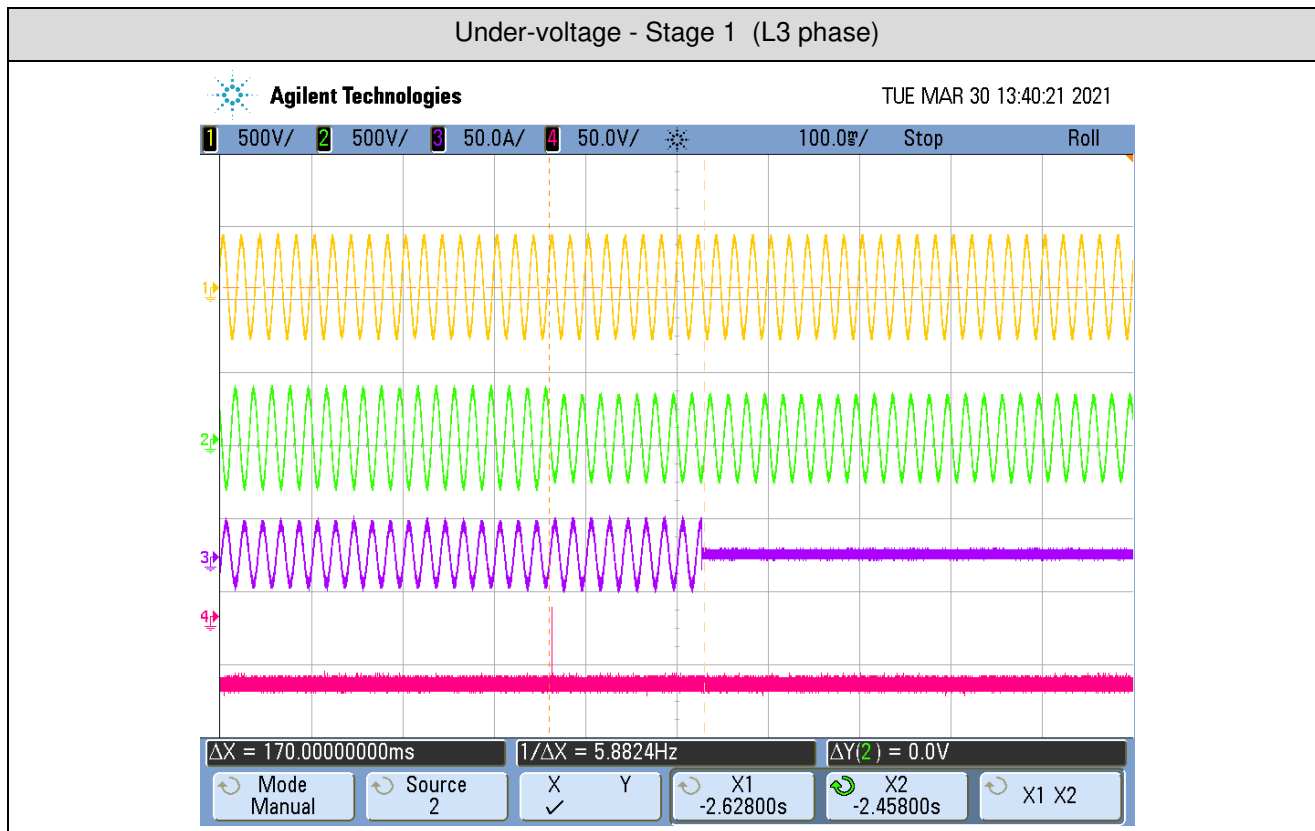 Under-voltage - Stage 1 (L3 phase)
Agilent Technologies TUE MAR 30 13:40:21 2021
1 500V/ 2 500V/ 3 50.0A/ 4 50.0V/ 100.0ms/ Stop Roll
1
2
3
4
ΔX = 170.00000000ms 1/ΔX = 5.8824Hz ΔY(2) = 0.0V
Mode Source X Y X1 X2 X1 X2
Manual 2 ✓ -2.62800s -2.45800s